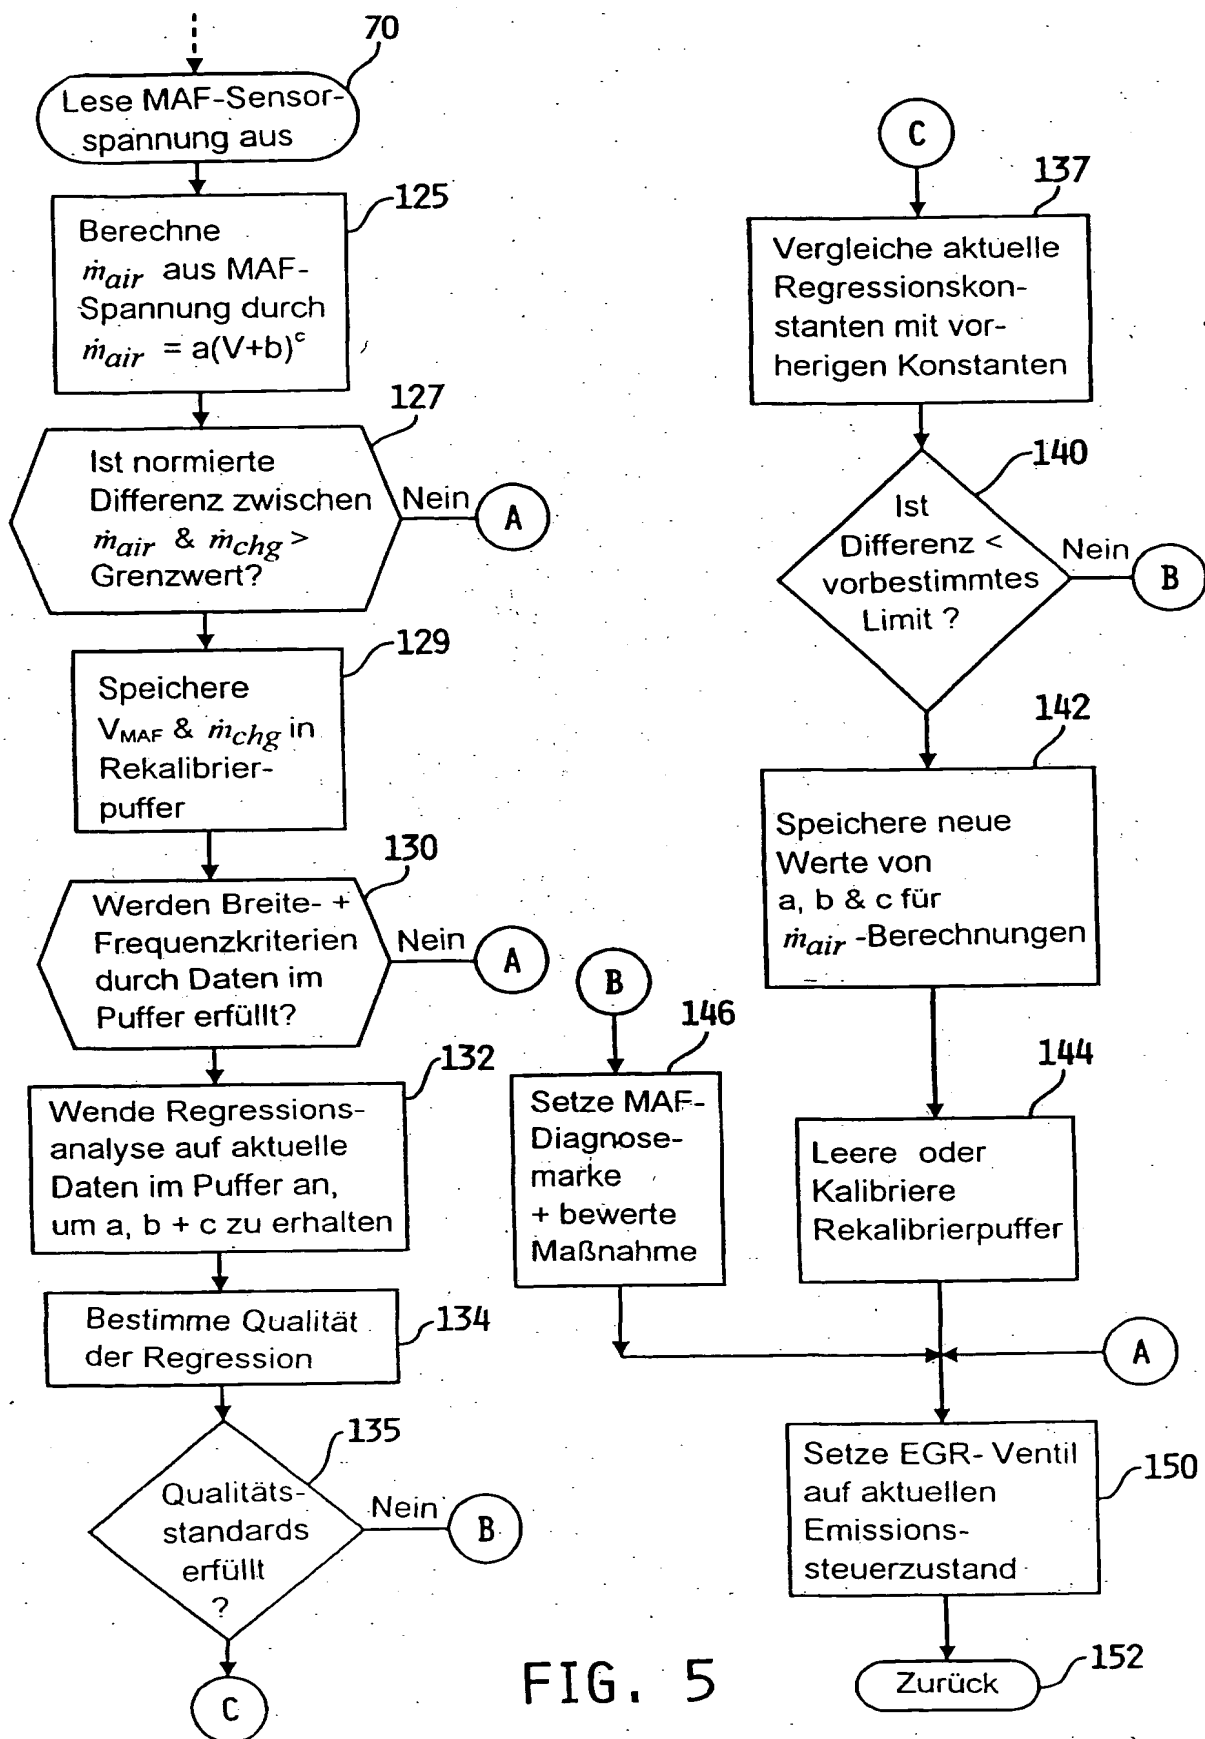 70
Lese MAF-Sensor-
spannung aus
125
Berechne
ṁair aus MAF-
Spannung durch
ṁair = a(V+b)^c
127
Ist normierte
Differenz zwischen
ṁair & ṁchg >
Grenzwert?
Nein
A
129
Speichere
VMAF & ṁchg in
Rekalibrier-
puffer
130
Werden Breite- +
Frequenzkriterien
durch Daten im
Puffer erfüllt?
Nein
A
132
Wende Regressions-
analyse auf aktuelle
Daten im Puffer an,
um a, b + c zu erhalten
Bestimme Qualität
der Regression
134
135
Qualitäts-
standards
erfüllt
?
Nein
B
C
C
137
Vergleiche aktuelle
Regressionskon-
stanten mit vor-
herigen Konstanten
140
Ist
Differenz <
vorbestimmtes
Limit ?
Nein
B
142
Speichere neue
Werte von
a, b & c für
ṁair -Berechnungen
144
Leere oder
Kalibriere
Rekalibrierpuffer
B
146
Setze MAF-
Diagnose-
marke
+ bewerte
Maßnahme
A
Setze EGR- Ventil
auf aktuellen
Emissions-
steuerzustand
150
Zurück
152
FIG. 5